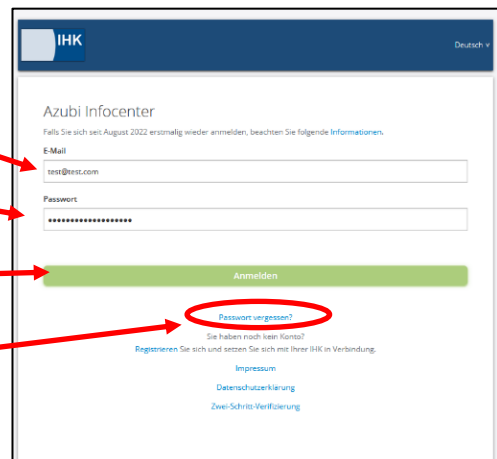 IHK
Deutsch
Azubi Infocenter
Falls Sie sich seit August 2022 erstmalig wieder anmelden, beachten Sie folgende Informationen.
E-Mail
test@test.com
Passwort
••••••••••••••••••
Anmelden
Passwort vergessen?
Sie haben noch kein Konto?
Registrieren Sie sich und setzen Sie sich mit Ihrer IHK in Verbindung.
Impressum
Datenschutzerklärung
Zwei-Schritt-Verifizierung